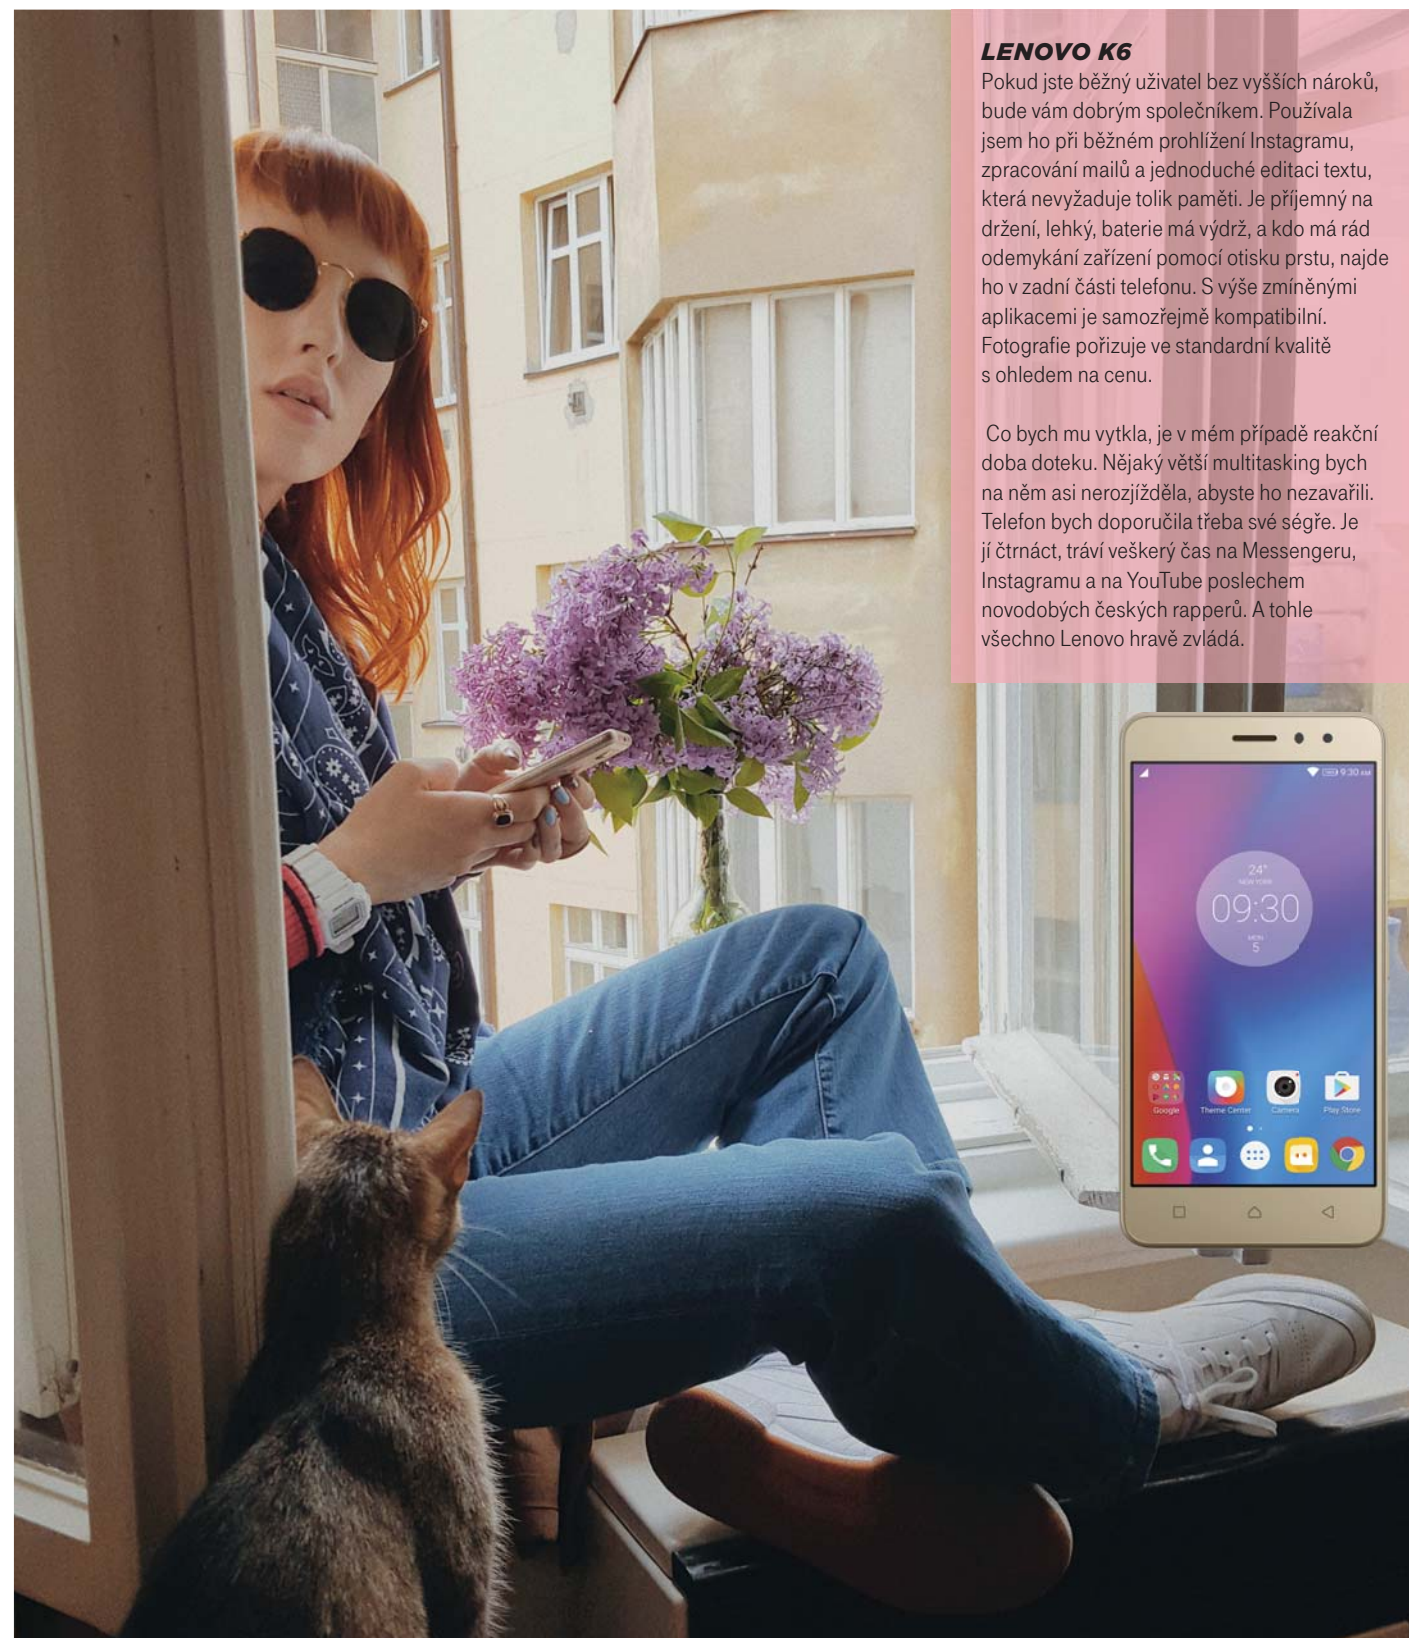 LENOVO K6
Pokud jste běžný uživatel bez vyšších nároků,
bude vám dobrým společníkem. Používala
jsem ho při běžném prohlížení Instagramu,
zpracování mailů a jednoduché editaci textu,
která nevyžaduje tolik paměti. Je příjemný na
držení, lehký, baterie má výdrž, a kdo má rád
odemykání zařízení pomocí otisku prstu, najde
ho v zadní části telefonu. S výše zmíněnými
aplikacemi je samozřejmě kompatibilní.
Fotografie pořizuje ve standardní kvalitě
s ohledem na cenu.
Co bych mu vytkla, je v mém případě reakční
doba doteku. Nějaký větší multitasking bych
na něm asi nerozjížděla, abyste ho nezavařili.
Telefon bych doporučila třeba své ségře. Je
jí čtrnáct, tráví veškerý čas na Messengeru,
Instagramu a na YouTube poslechem
novodobých českých rapperů. A tohle
všechno Lenovo hravě zvládá.
9:30 AM
24°
NEW YORK
09:30
MON
5
Google Theme Center Camera Play Store